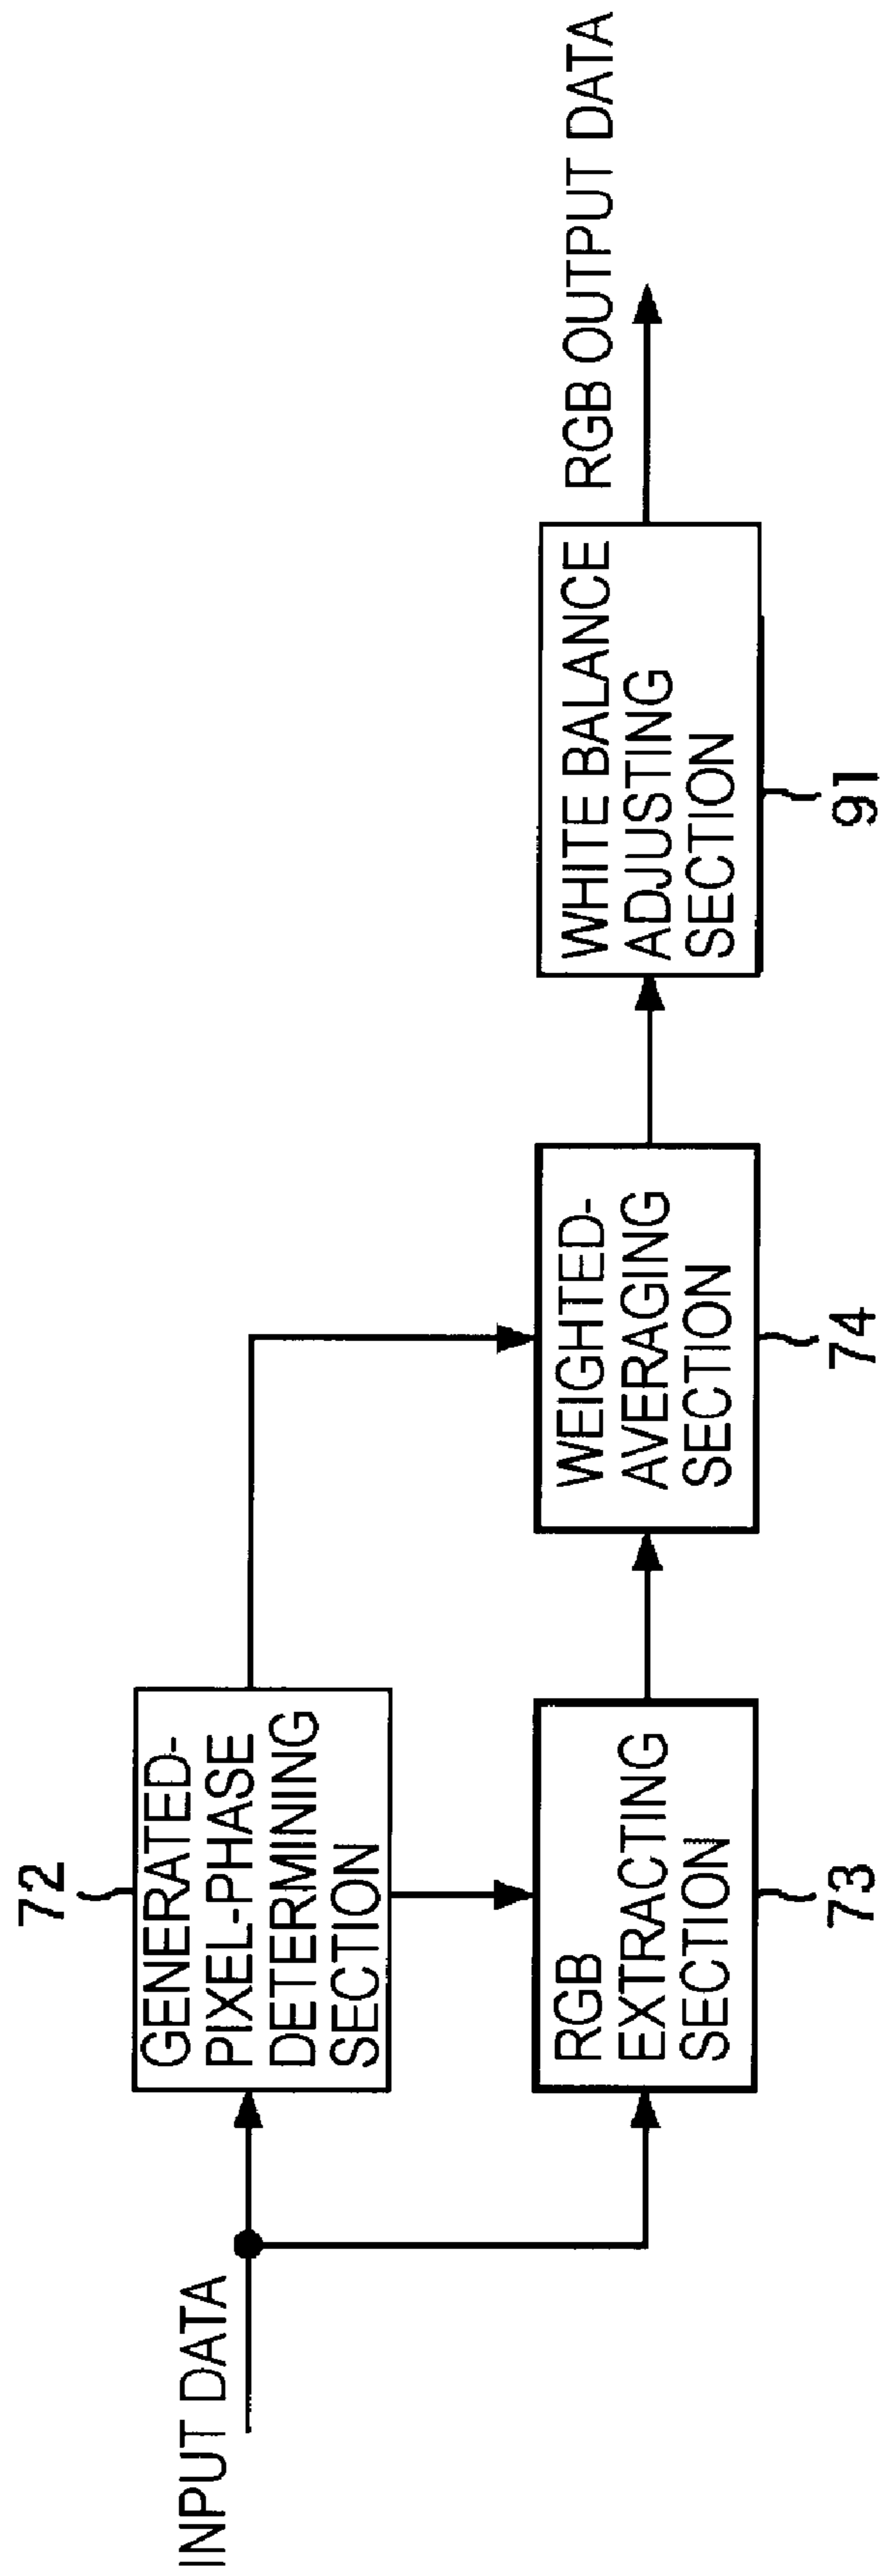 INPUT DATA
72
GENERATED-
PIXEL-PHASE
DETERMINING
SECTION
RGB
EXTRACTING
SECTION
73
WEIGHTED-
AVERAGING
SECTION
74
WHITE BALANCE
ADJUSTING
SECTION
91
RGB OUTPUT DATA